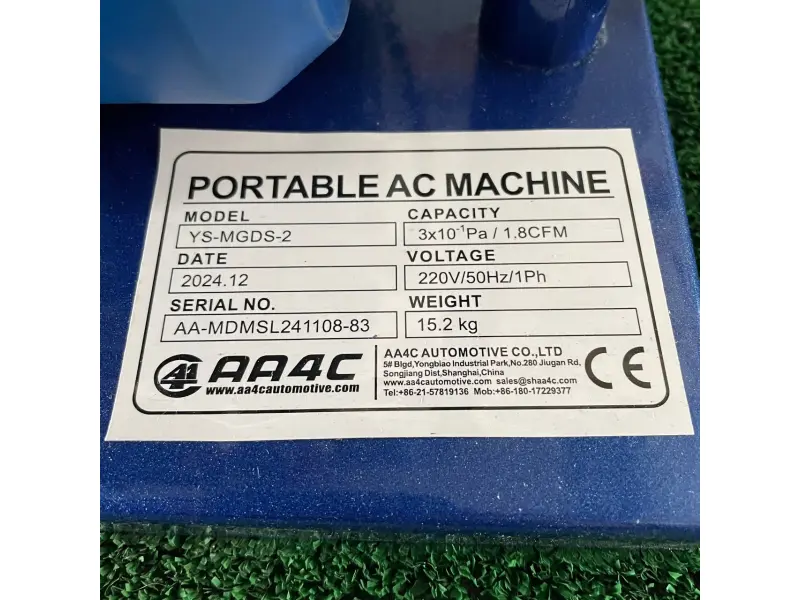 PORTABLE AC MACHINE
MODEL
YS-MGDS-2
CAPACITY
3x10⁻¹Pa / 1.8CFM
DATE
2024.12
VOLTAGE
220V/50Hz/1Ph
SERIAL NO.
AA-MDMSL241108-83
WEIGHT
15.2 kg
AA4C
www.aa4cautomotive.com
AA4C AUTOMOTIVE CO.,LTD
5# Blgd,Yongbiao Industrial Park,No.280 Jiugan Rd,
Songjiang Dist,Shanghai,China
www.aa4cautomotive.com sales@shaa4c.com
Tel:+86-21-57819136 Mob:+86-180-17229377
CE